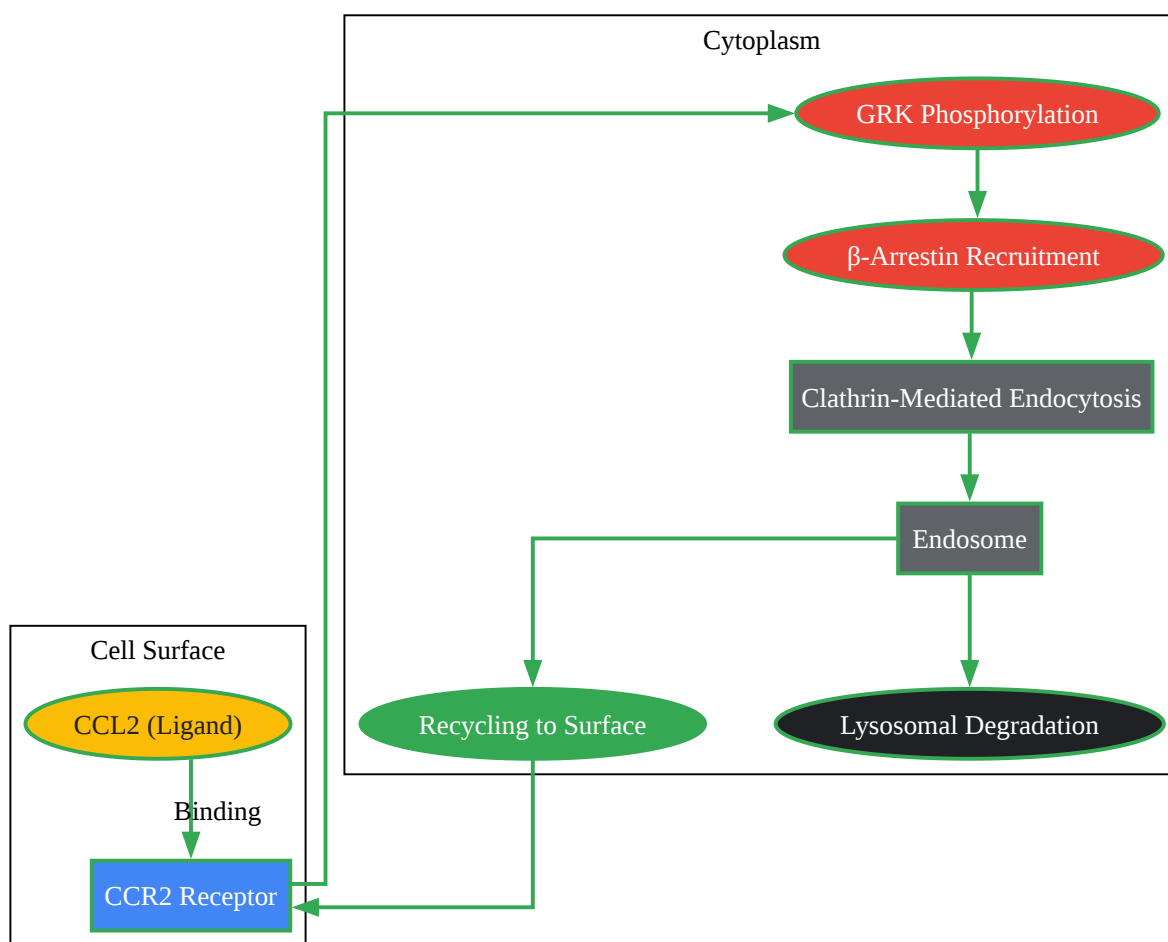 Cytoplasm
GRK Phosphorylation
β-Arrestin Recruitment
Clathrin-Mediated Endocytosis
Endosome
Cell Surface
CCL2 (Ligand)
Recycling to Surface
Lysosomal Degradation
Binding
CCR2 Receptor